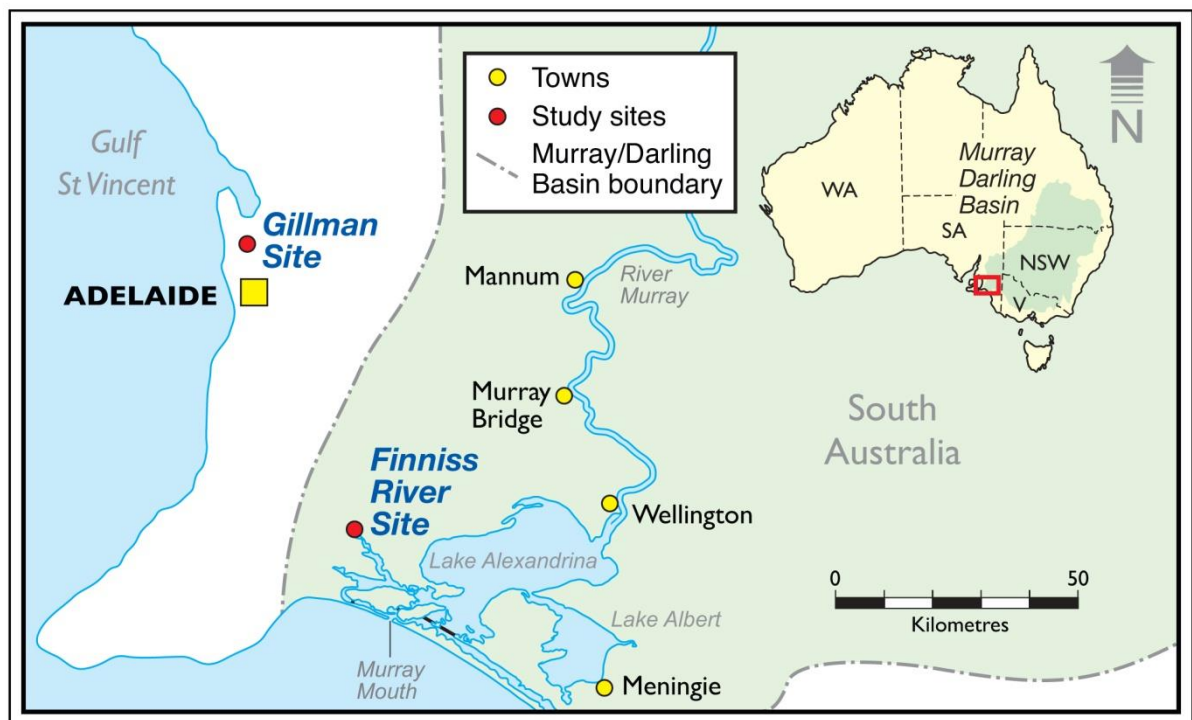 Towns
Study sites
Murray/Darling
Basin boundary
N
Murray
Darling
Basin
WA
SA
NSW
V
Gulf
St Vincent
Gillman
Site
ADELAIDE
Mannum
River
Murray
Murray
Bridge
South
Australia
Finniss
River
Site
Wellington
Lake Alexandrina
Lake Albert
0
50
Kilometres
Murray
Mouth
Meningie